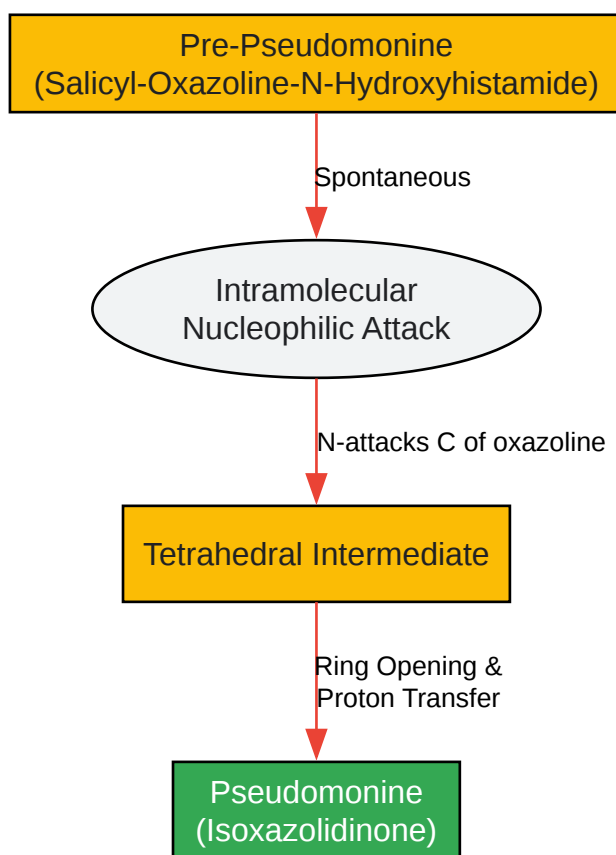 Pre-Pseudomonine
(Salicyl-Oxazoline-N-Hydroxyhistamide)
Spontaneous
Intramolecular
Nucleophilic Attack
N-attacks C of oxazoline
Tetrahedral Intermediate
Ring Opening &
Proton Transfer
Pseudomonine
(Isoxazolidinone)